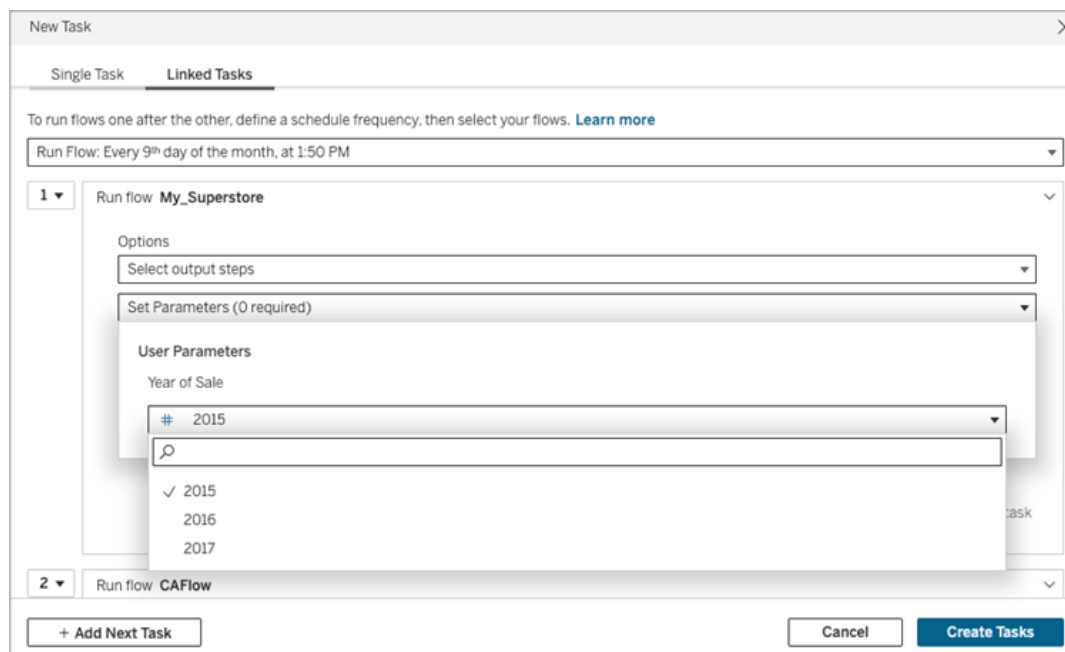 New Task
Single Task Linked Tasks
To run flows one after the other, define a schedule frequency, then select your flows. Learn more
Run Flow: Every 9th day of the month, at 1:50 PM
1 Run flow My_Superstore
Options
Select output steps
Set Parameters (0 required)
User Parameters
Year of Sale
# 2015
2015
2016
task
2017
2 Run flow CAFlow
+ Add Next Task Cancel Create Tasks